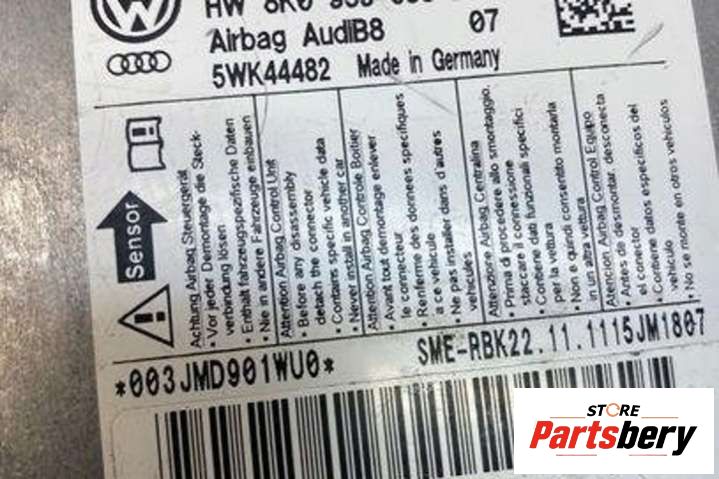 HW 8K0
Airbag AudiB8 07
5WK44482 Made in Germany
Sensor
Achtung Airbag Steuergerät
• Vor jeder Demontage die Steck-
verbindung lösen
• Enthält fahrzeugspezifische Daten
• Nie in andere Fahrzeuge einbauen
Attention Airbag Control Unit
• Before any disassembly
detach the connector
• Contains specific vehicle data
• Never install in another car
Attention Airbag Controle Boitier
• Avant tout demontage enlever
le connecteur
• Renferme des donnees specifiques
a ce vehicule
• Ne pas installer dans d'autres
vehicules
Attenzione Airbag Centralina
• Prima di procedere allo smontaggio,
staccare il connessione
• Contiene dati funzionali specifici
per la vettura
• Non e quindi consentito montarla
in un altra vettura
Atencion Airbag Control Equipo
• Antes de desmontar, desconecta
el conector
• Contiene datos especificos del
vehiculo
• No se monte en otros vehiculos
*003JMD901WU0* SME-RBK22.11.1115JM1807
STORE
Partsbery